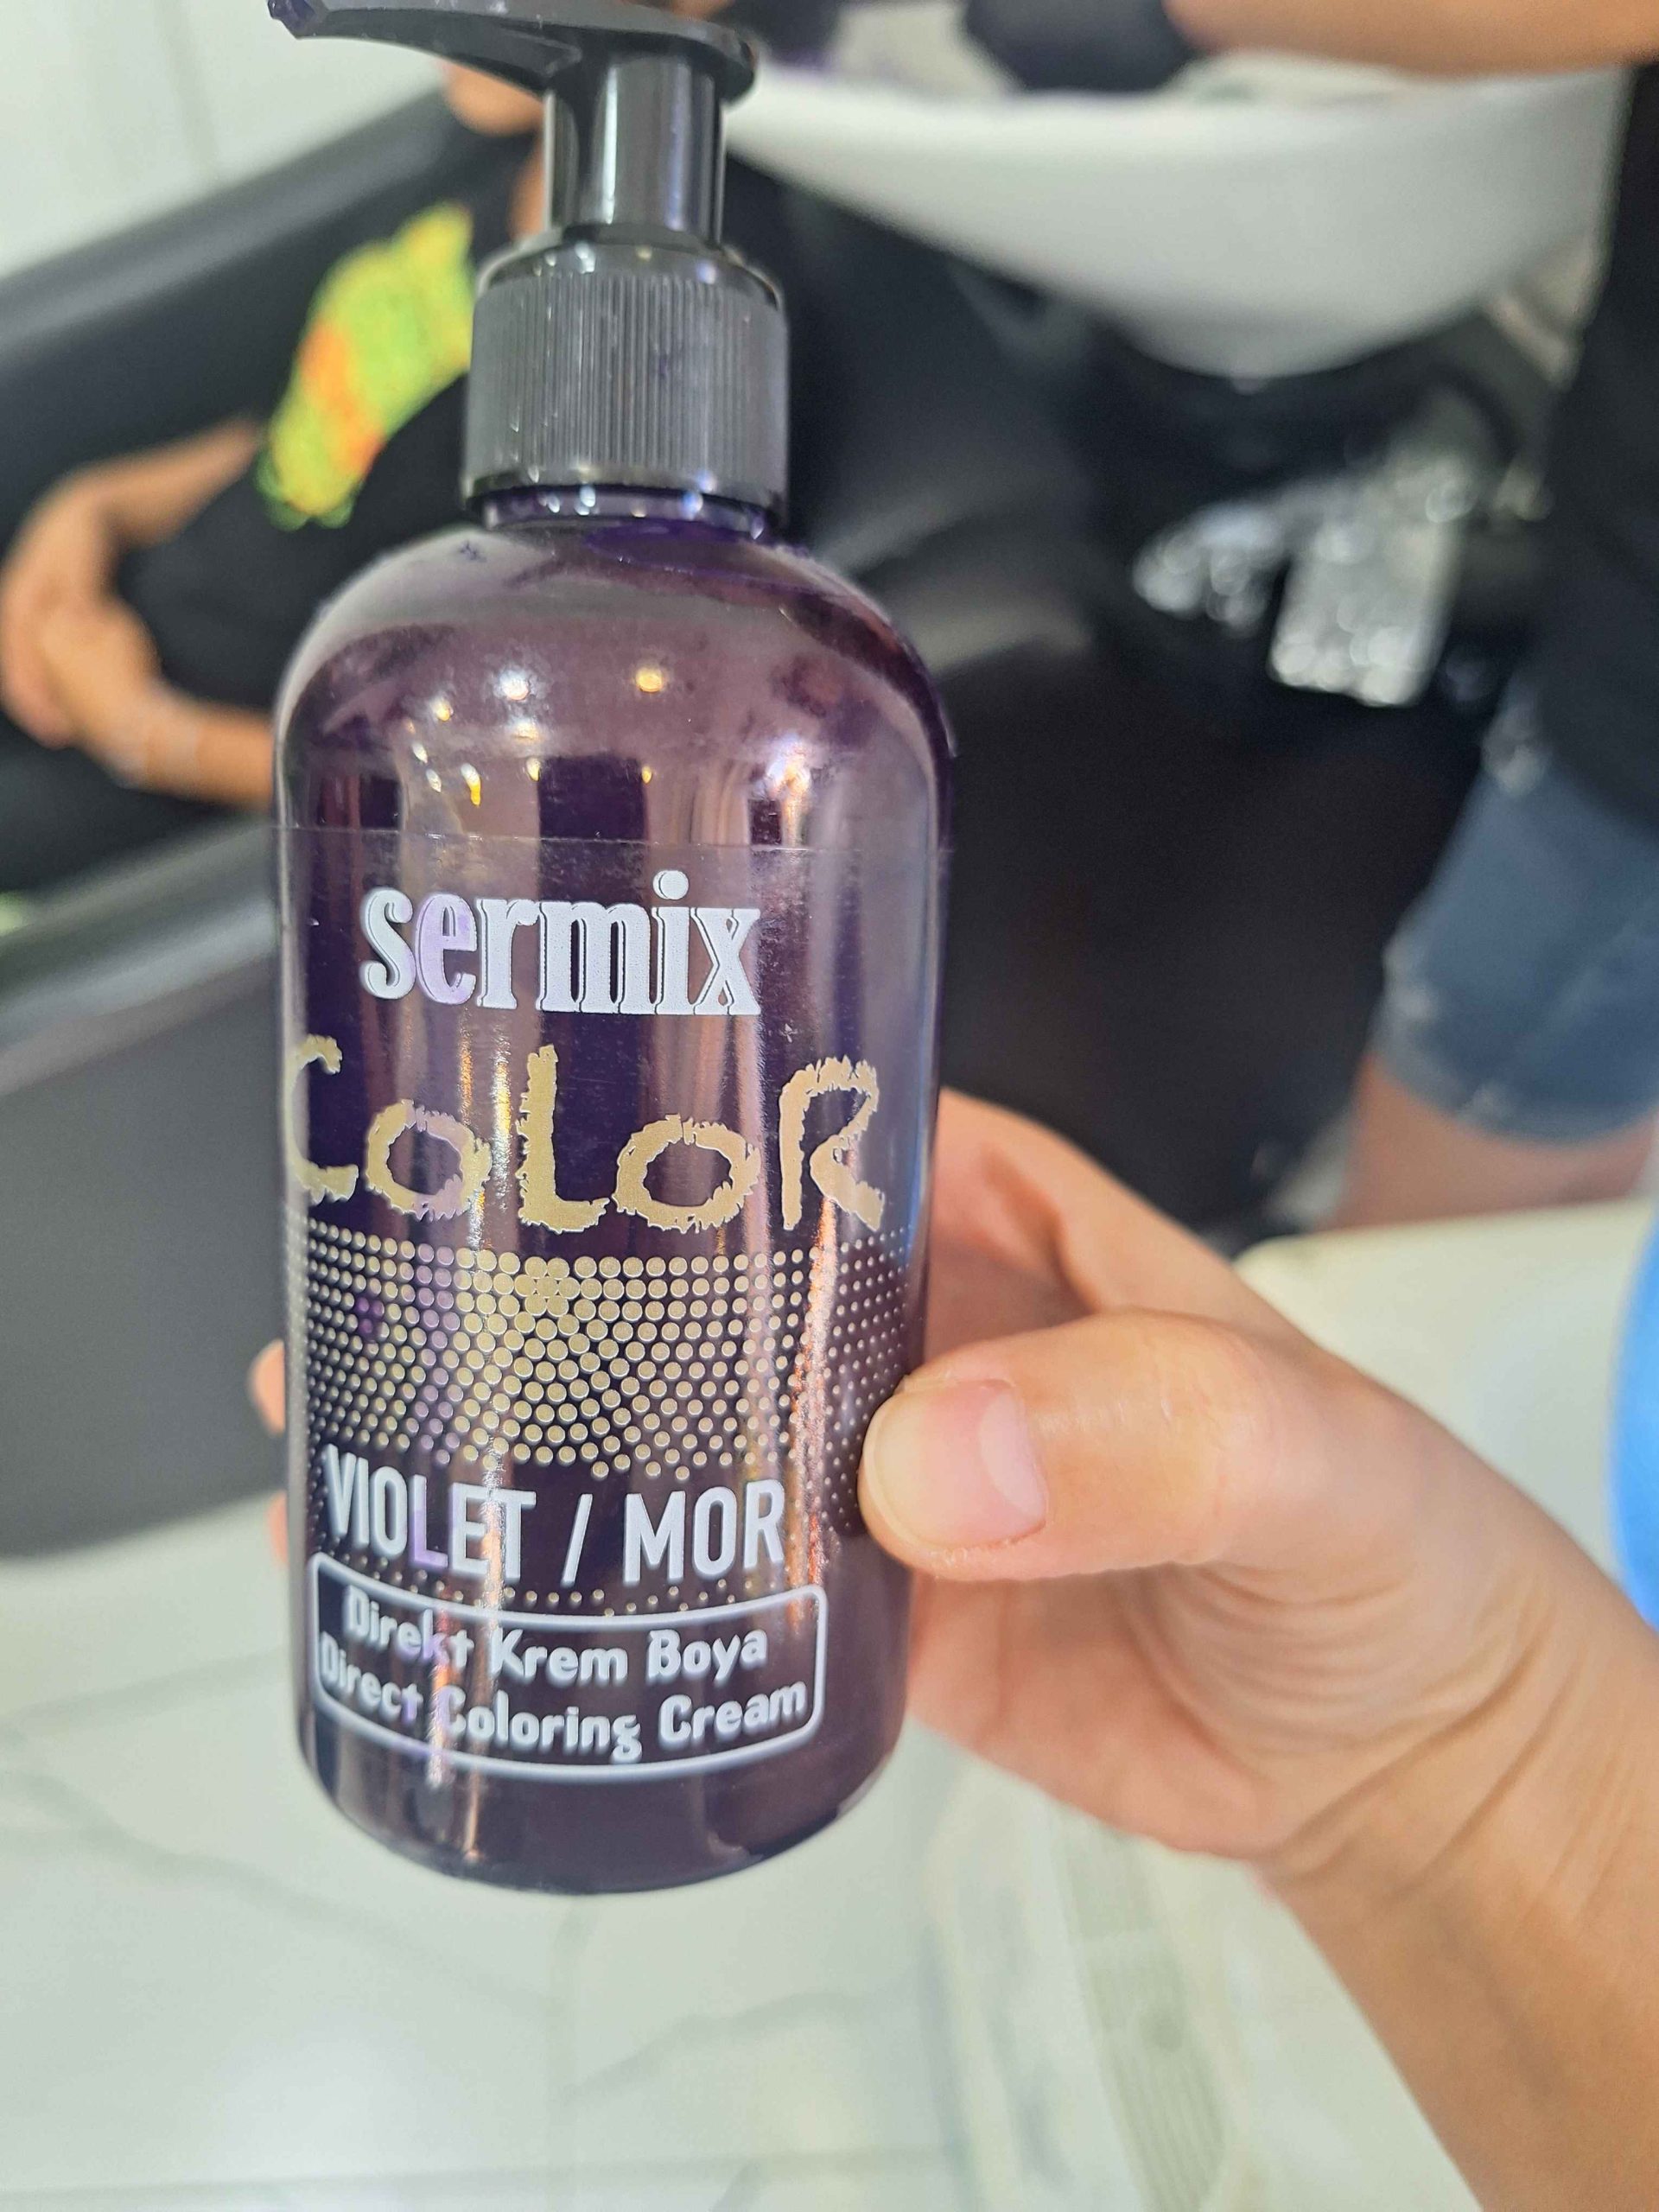 sermix
COLOR
VIOLET / MOR
Direkt Krem Boya
Direct Coloring Cream